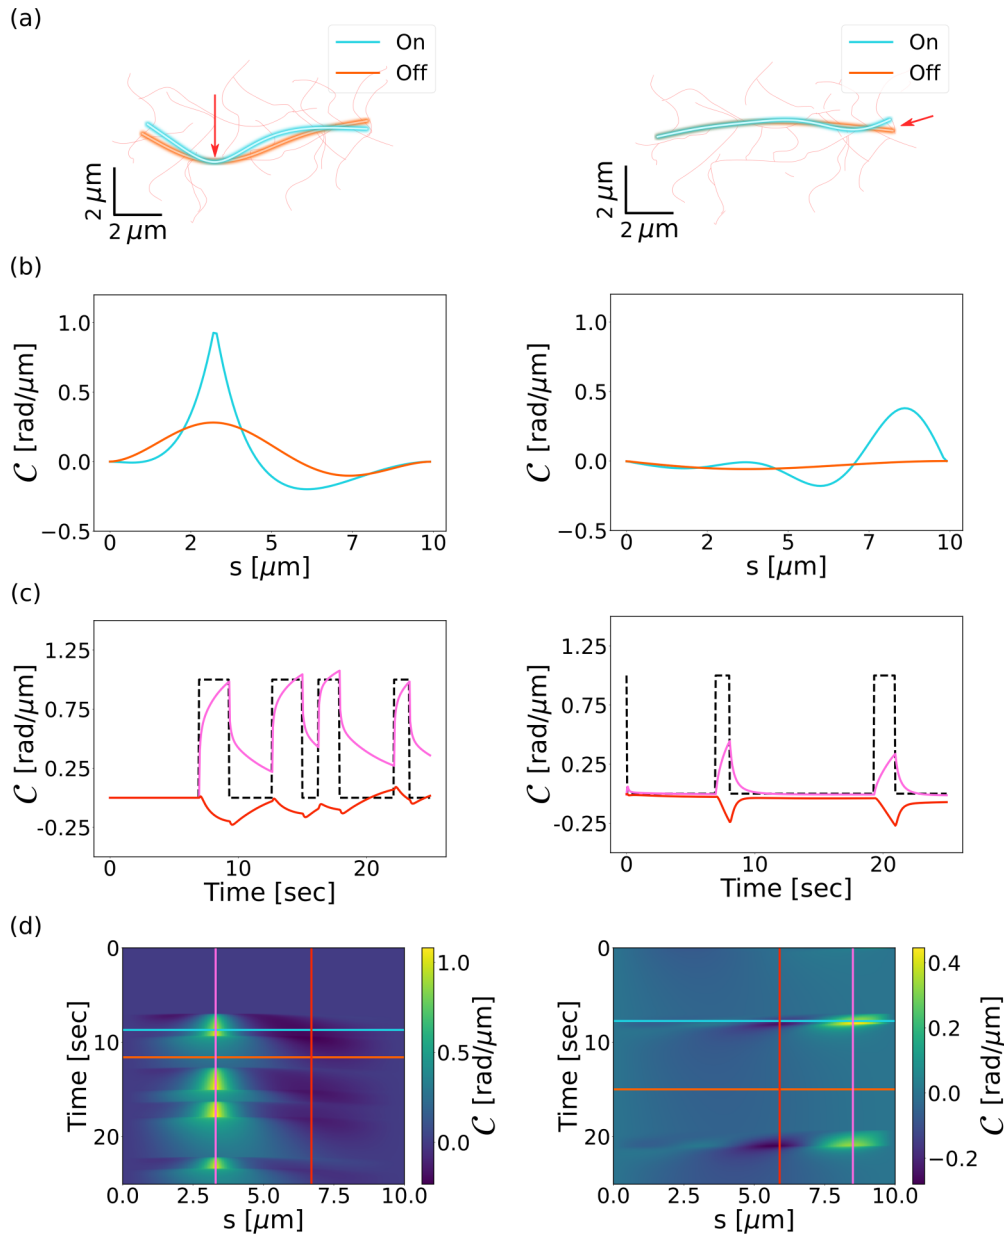 (a)
On
Off
2 μm
2 μm
On
Off
2 μm
2 μm
(b)
C [rad/μm]
1.0
0.5
0.0
−0.5
0 2 5 7 10
s [μm]
C [rad/μm]
1.0
0.5
0.0
−0.5
0 2 5 7 10
s [μm]
(c)
C [rad/μm]
1.25
0.75
0.25
-0.25
0 10 20
Time [sec]
C [rad/μm]
1.25
0.75
0.25
-0.25
0 10 20
Time [sec]
(d)
Time [sec]
0
10
20
0.0 2.5 5.0 7.5 10.0
s [μm]
1.0
0.5
0.0
C [rad/μm]
Time [sec]
0
10
20
0.0 2.5 5.0 7.5 10.0
s [μm]
0.4
0.2
0.0
−0.2
C [rad/μm]